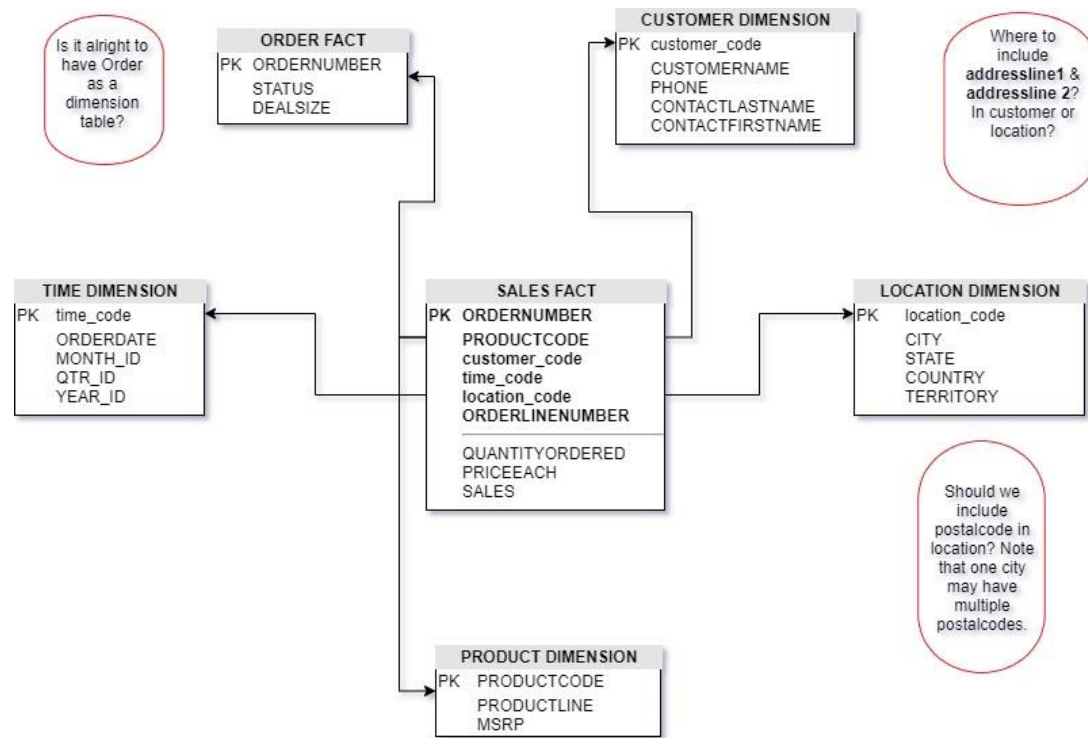 Is it alright to
have Order
as a
dimension
table?
ORDER FACT
PK ORDERNUMBER
STATUS
DEALSIZE
CUSTOMER DIMENSION
PK customer_code
CUSTOMERNAME
PHONE
CONTACTLASTNAME
CONTACTFIRSTNAME
Where to
include
addressline1 &
addressline 2?
In customer or
location?
TIME DIMENSION
PK time_code
ORDERDATE
MONTH_ID
QTR_ID
YEAR_ID
SALES FACT
PK ORDERNUMBER
PRODUCTCODE
customer_code
time_code
location_code
ORDERLINENUMBER
QUANTITYORDERED
PRICEEACH
SALES
LOCATION DIMENSION
PK location_code
CITY
STATE
COUNTRY
TERRITORY
Should we
include
postalcode in
location? Note
that one city
may have
multiple
postalcodes.
PRODUCT DIMENSION
PK PRODUCTCODE
PRODUCTLINE
MSRP